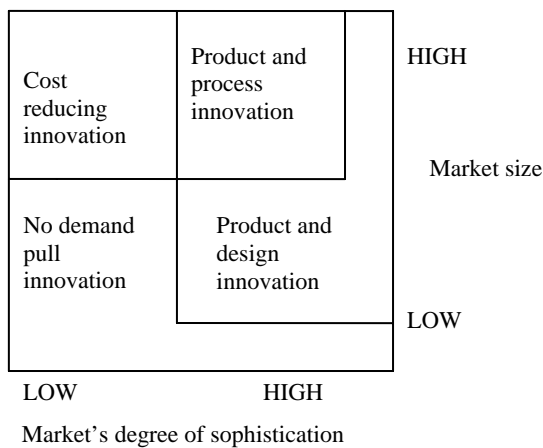 Cost
reducing
innovation
Product and
process
innovation
HIGH
Market size
No demand
pull
innovation
Product and
design
innovation
LOW
LOW
HIGH
Market’s degree of sophistication